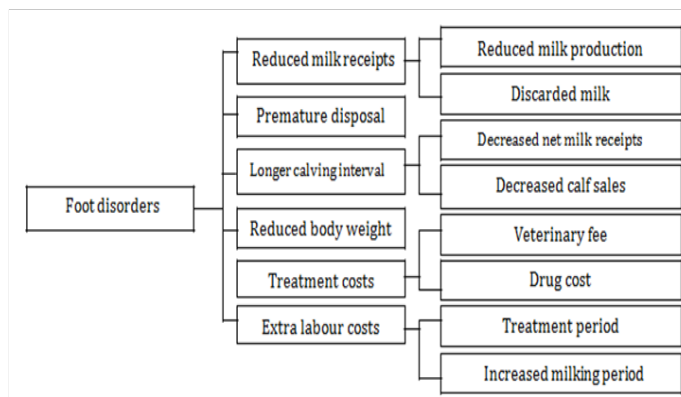 Foot disorders
Reduced milk receipts
Reduced milk production
Discarded milk
Premature disposal
Longer calving interval
Decreased net milk receipts
Decreased calf sales
Reduced body weight
Treatment costs
Veterinary fee
Drug cost
Extra labour costs
Treatment period
Increased milking period